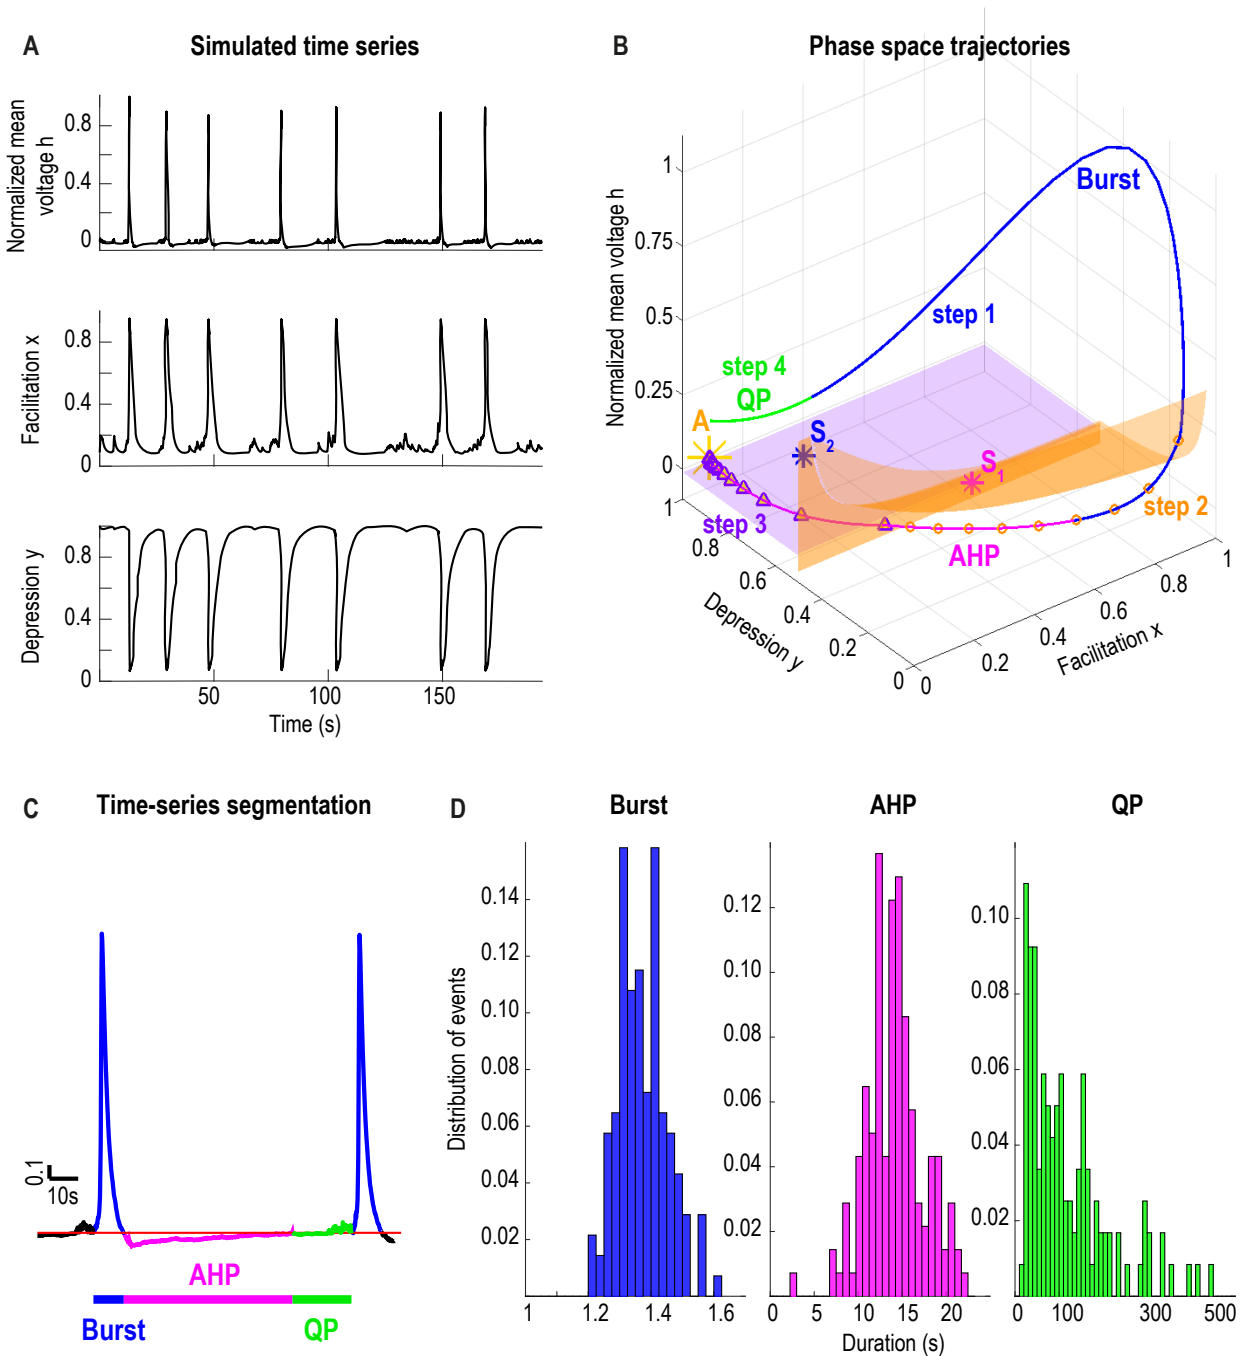 A
Simulated time series
Normalized mean
voltage h
0.8
0.4
0
Facilitation x
0.8
0.4
0
Depression y
0.8
0.4
0
50
100
150
Time (s)
B
Phase space trajectories
Normalized mean voltage h
1
0.75
0.5
0.25
0
Burst
step 1
step 4
QP
A
S2
S1
step 3
step 2
AHP
1
0.8
0.6
0.4
0.2
0
Depression y
0
0.2
0.4
0.6
0.8
1
Facilitation x
C
Time-series segmentation
0.1
10s
AHP
Burst
QP
D
Burst
AHP
QP
Distribution of events
0.14
0.12
0.10
0.08
0.06
0.04
0.02
1
1.2
1.4
1.6
0.12
0.10
0.08
0.06
0.04
0.02
0
5
10
15
20
Duration (s)
0.10
0.08
0.06
0.04
0.02
0
100
300
500